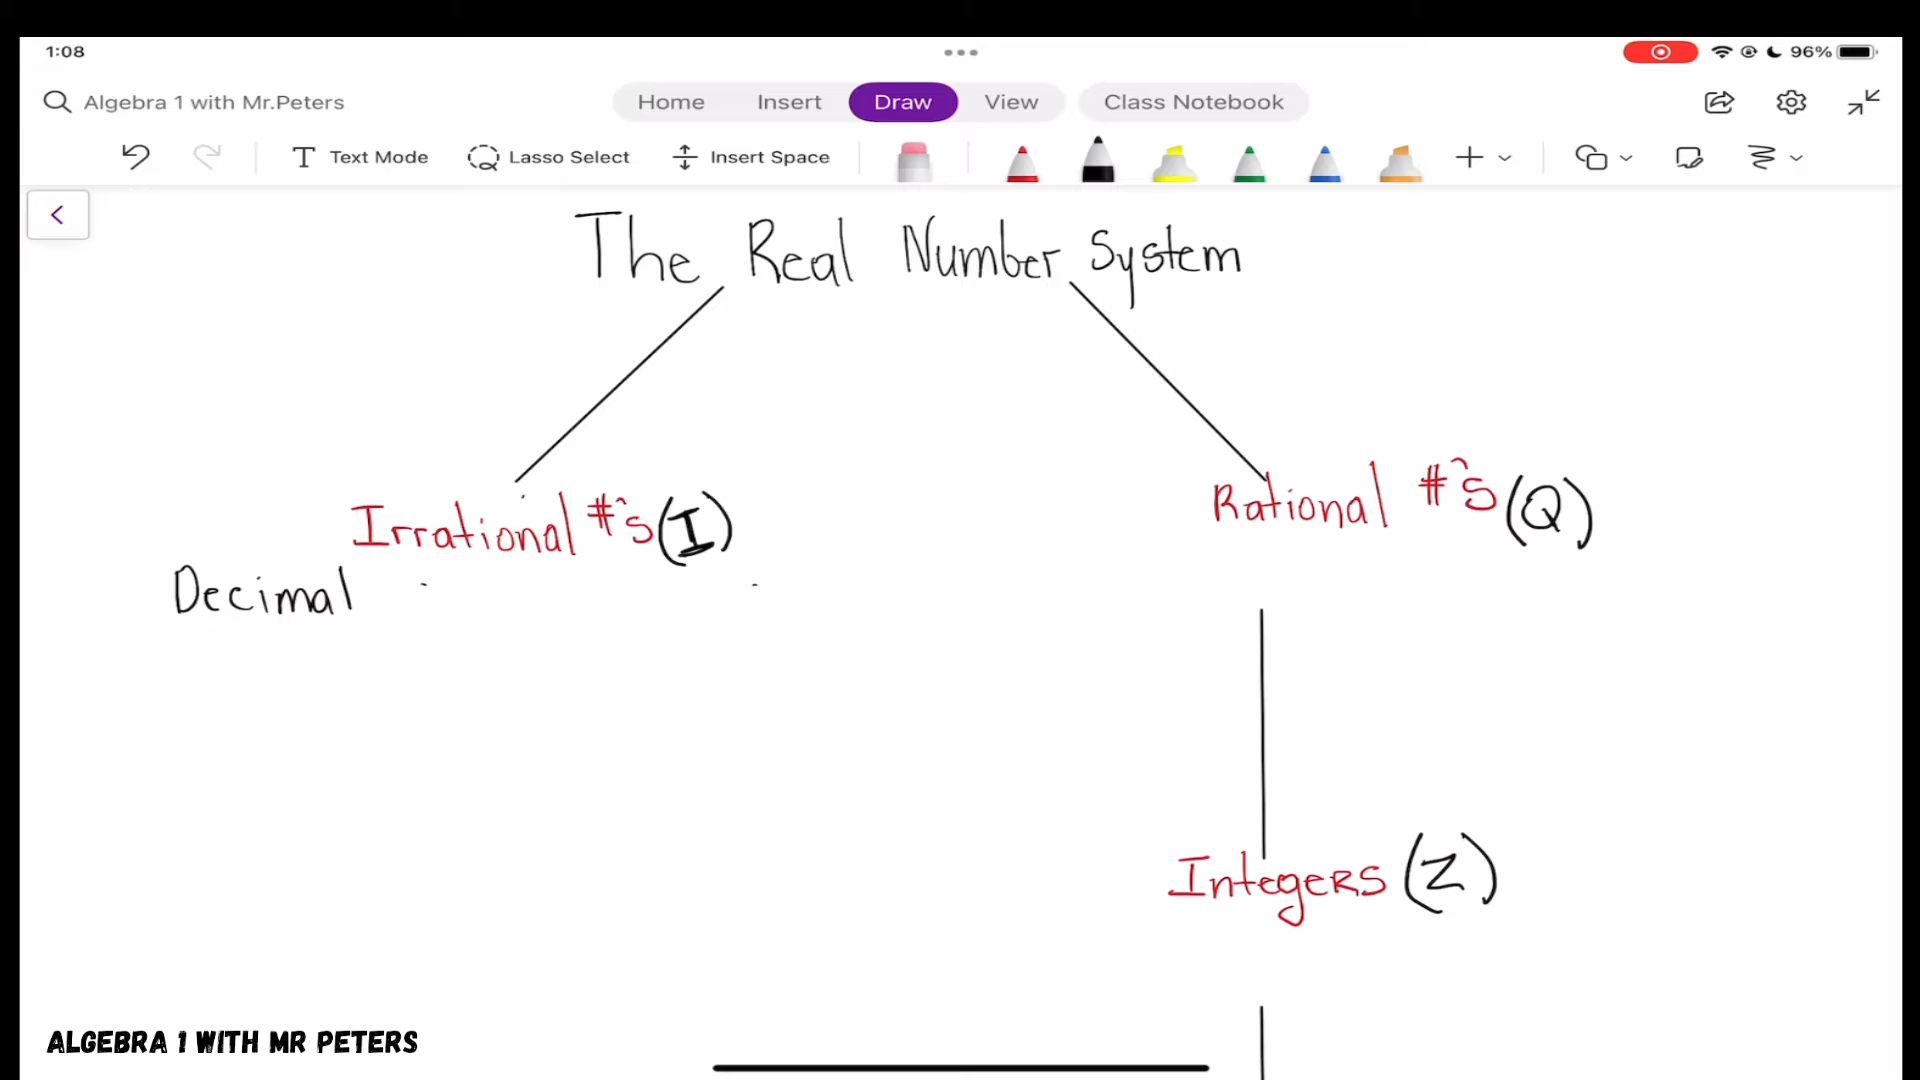 1:08
96%
Algebra 1 with Mr.Peters
Home Insert Draw View Class Notebook
Text Mode Lasso Select Insert Space
The Real Number System
Irrational #'s (I)
Rational #'s (Q)
Decimal
Integers (Z)
ALGEBRA 1 WITH MR PETERS